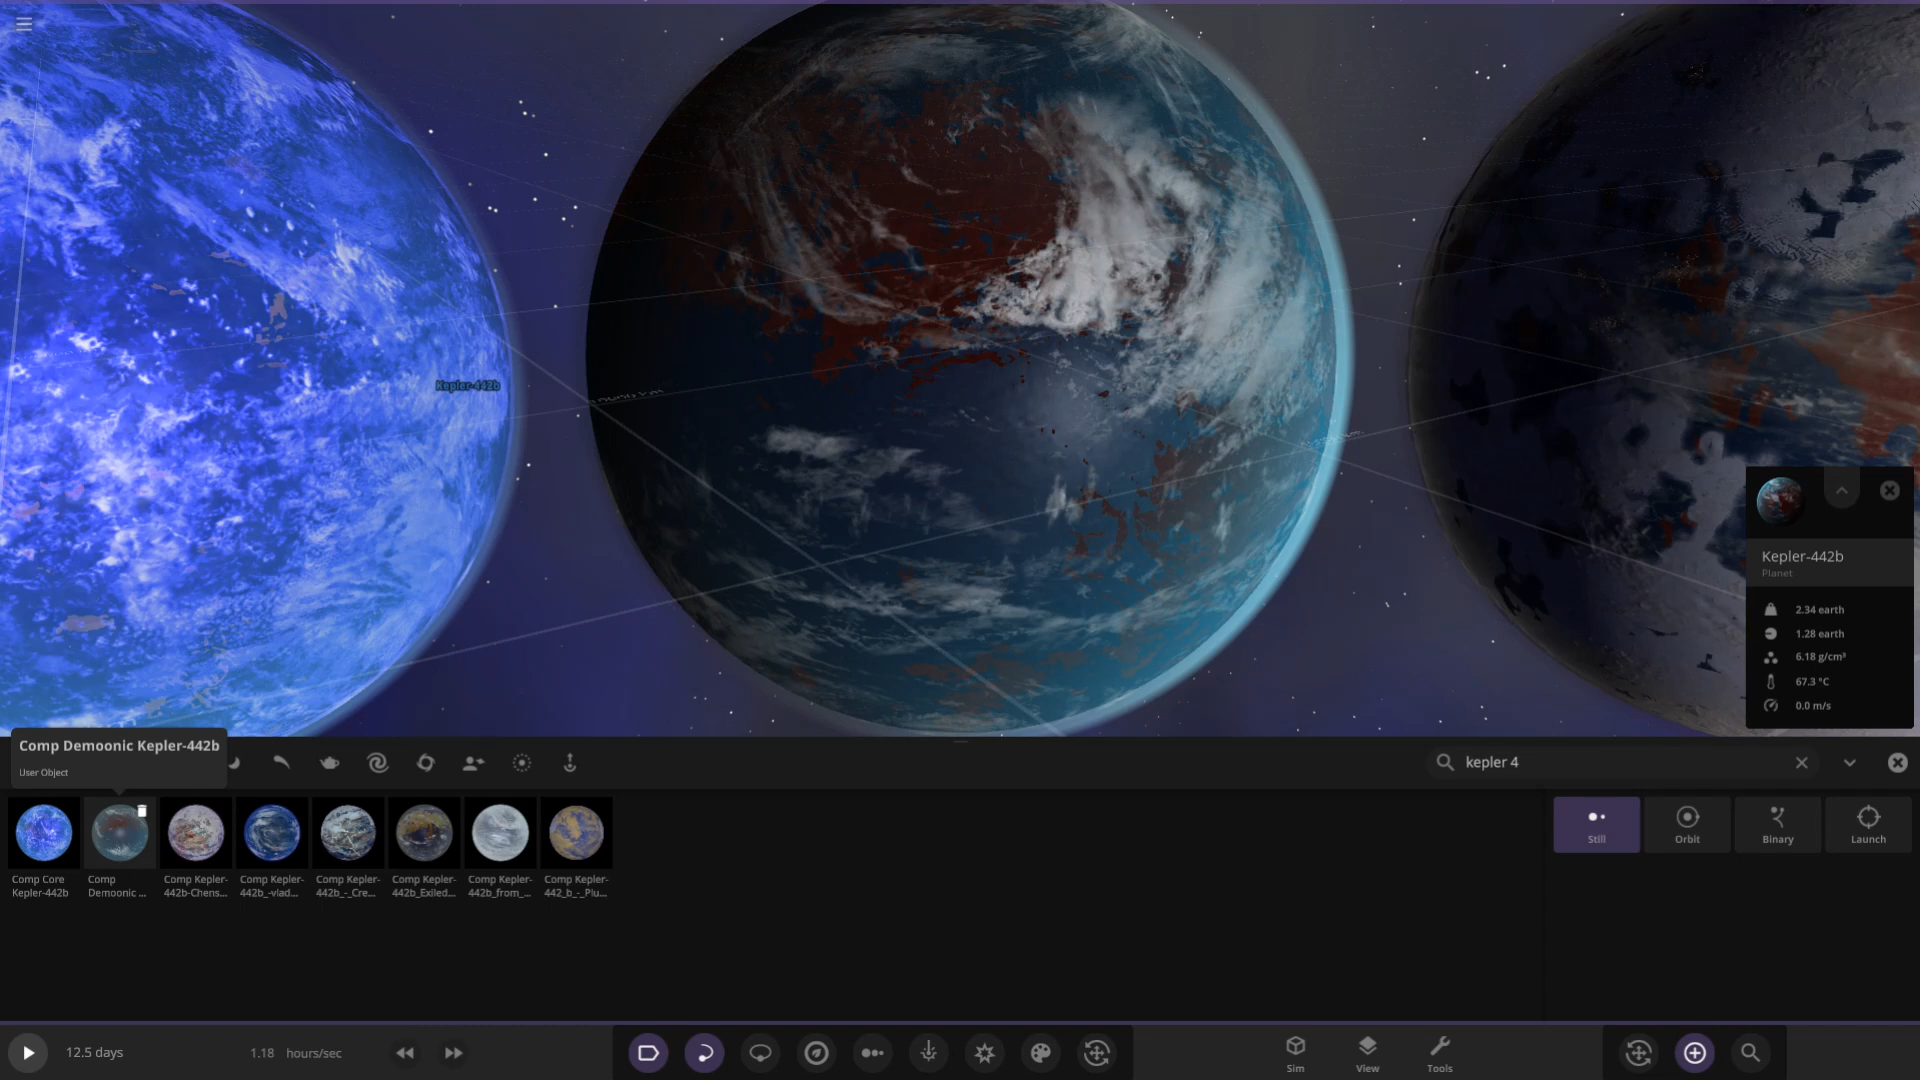 Kepler-442b
Kepler-442b
Planet
2.34 earth
1.28 earth
6.18 g/cm³
67.3 °C
0.0 m/s
Comp Demoonic Kepler-442b
User Object
kepler 4
Comp Core
Kepler-442b
Comp
Demoonic ...
Comp Kepler-
442b-Chens...
Comp Kepler-
442b_-vlad...
Comp Kepler-
442b_-_Cre...
Comp Kepler-
442b_Exiled...
Comp Kepler-
442b_from_...
Comp Kepler-
442_b_-_Plu...
Still
Orbit
Binary
Launch
12.5 days
1.18 hours/sec
Sim
View
Tools